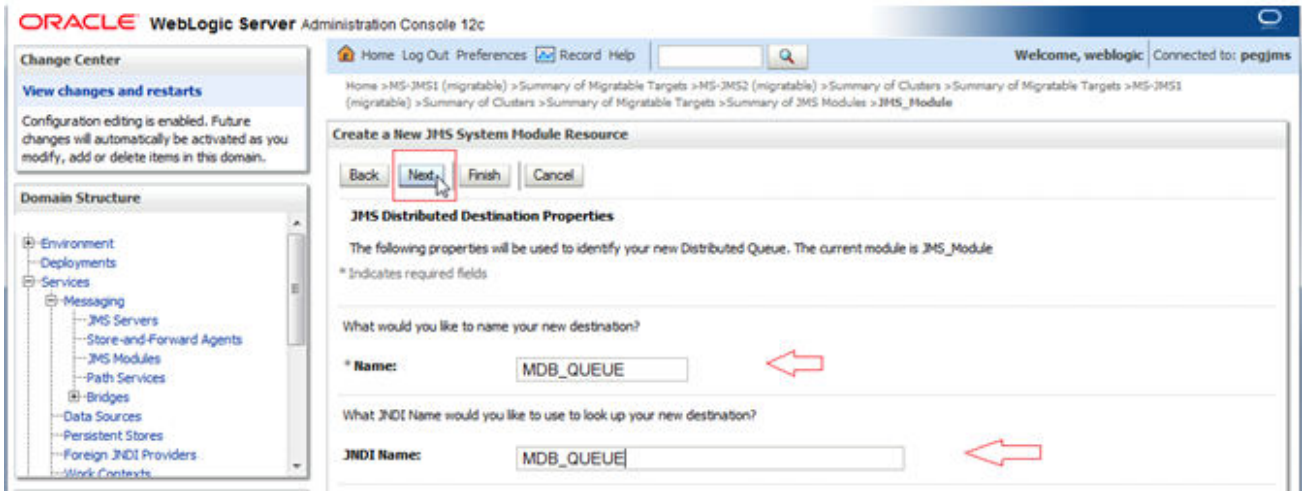 ORACLE WebLogic Server Administration Console 12c
Change Center
View changes and restarts
Configuration editing is enabled. Future
changes will automatically be activated as you
modify, add or delete items in this domain.
Domain Structure
Environment
Deployments
Services
Messaging
JMS Servers
Store-and-Forward Agents
JMS Modules
Path Services
Bridges
Data Sources
Persistent Stores
Foreign JNDI Providers
Work Contexts
Home Log Out Preferences Record Help
Welcome, weblogic Connected to: pegjms
Home >MS-JMS1 (migratable) >Summary of Migratable Targets >MS-JMS2 (migratable) >Summary of Clusters >Summary of Migratable Targets >MS-JMS1
(migratable) >Summary of Clusters >Summary of Migratable Targets >Summary of JMS Modules >JMS_Module
Create a New JMS System Module Resource
Back Next Finish Cancel
JMS Distributed Destination Properties
The following properties will be used to identify your new Distributed Queue. The current module is JMS_Module
* Indicates required fields
What would you like to name your new destination?
* Name: MDB_QUEUE
What JNDI Name would you like to use to look up your new destination?
JNDI Name: MDB_QUEUE